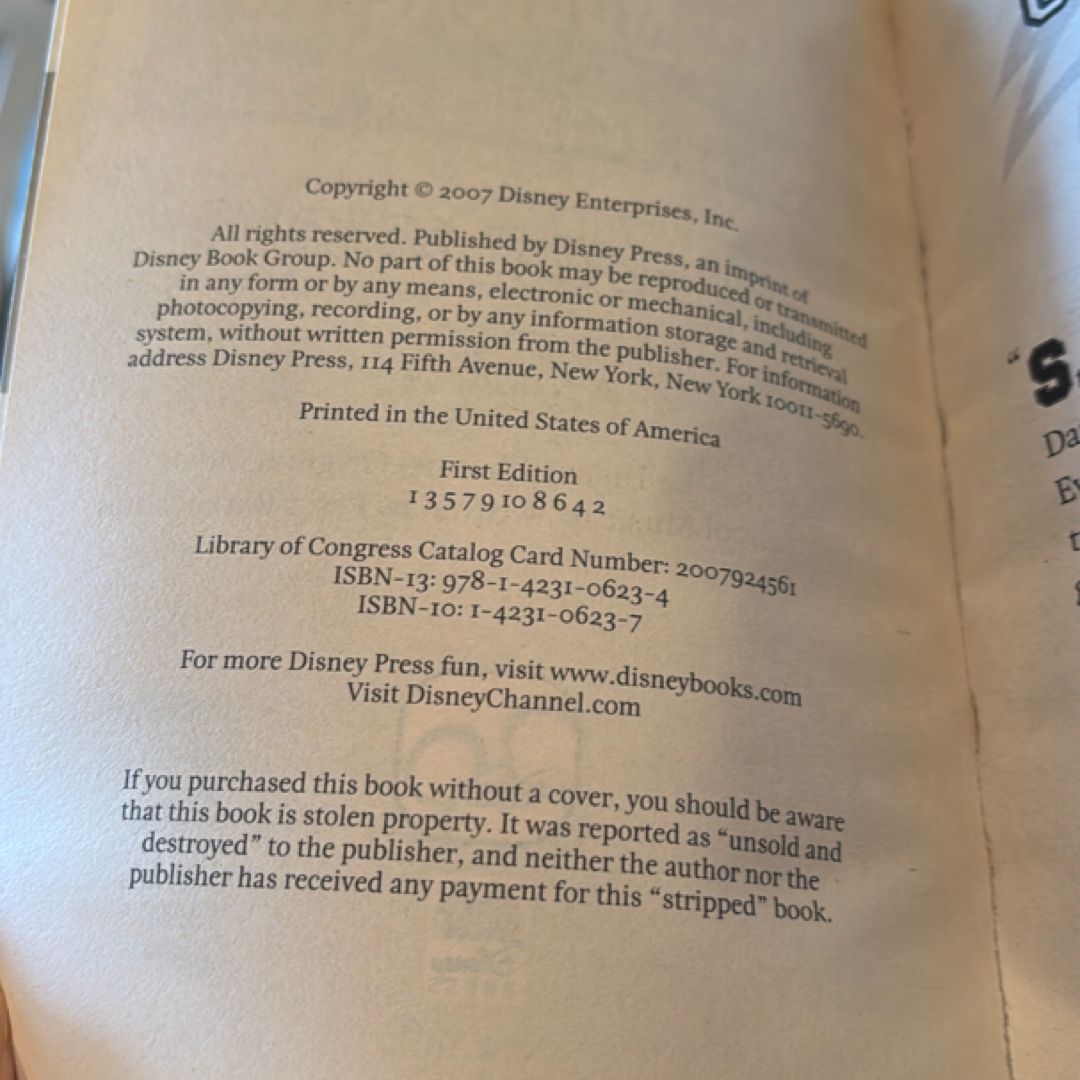 Copyright © 2007 Disney Enterprises, Inc.
All rights reserved. Published by Disney Press, an imprint of
Disney Book Group. No part of this book may be reproduced or transmitted
in any form or by any means, electronic or mechanical, including
photocopying, recording, or by any information storage and retrieval
system, without written permission from the publisher. For information
address Disney Press, 114 Fifth Avenue, New York, New York 10011-5690.
Printed in the United States of America
First Edition
1 3 5 7 9 10 8 6 4 2
Library of Congress Catalog Card Number: 2007924561
ISBN-13: 978-1-4231-0623-4
ISBN-10: 1-4231-0623-7
For more Disney Press fun, visit www.disneybooks.com
Visit DisneyChannel.com
If you purchased this book without a cover, you should be aware
that this book is stolen property. It was reported as “unsold and
destroyed” to the publisher, and neither the author nor the
publisher has received any payment for this “stripped” book.